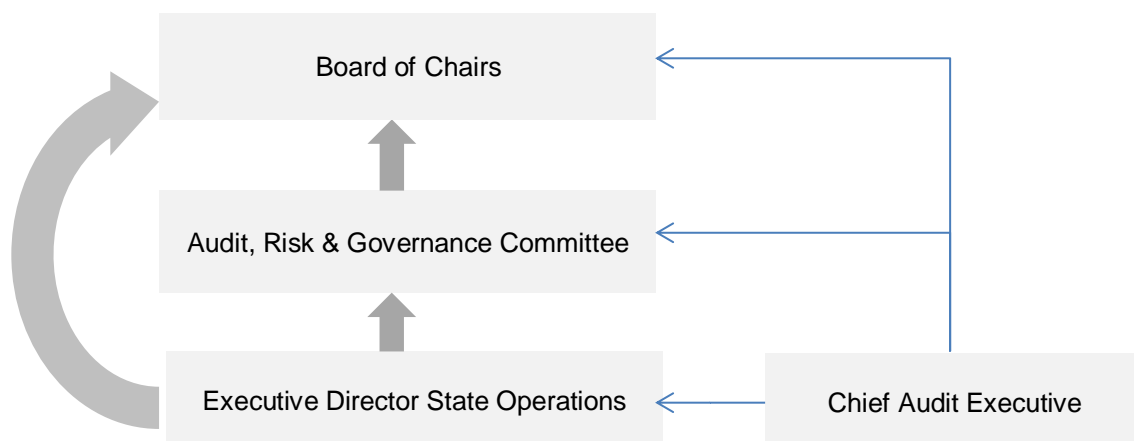 Board of Chairs
Audit, Risk & Governance Committee
Executive Director State Operations
Chief Audit Executive